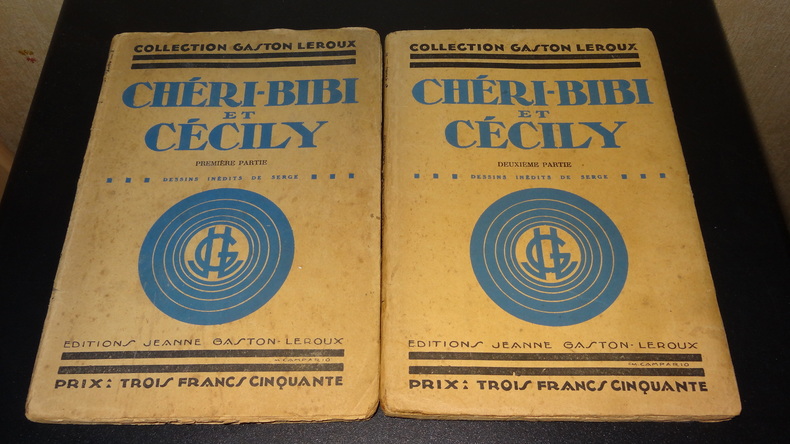 COLLECTION GASTON LEROUX
CHÉRI-BIBI
ET
CÉCILY
PREMIÈRE PARTIE
DESSINS INÉDITS DE SERGE
EDITIONS JEANNE GASTON-LEROUX
PRIX: TROIS FRANCS CINQUANTE
COLLECTION GASTON LEROUX
CHÉRI-BIBI
ET
CÉCILY
DEUXIÈME PARTIE
DESSINS INÉDITS DE SERGE
EDITIONS JEANNE GASTON-LEROUX
PRIX: TROIS FRANCS CINQUANTE